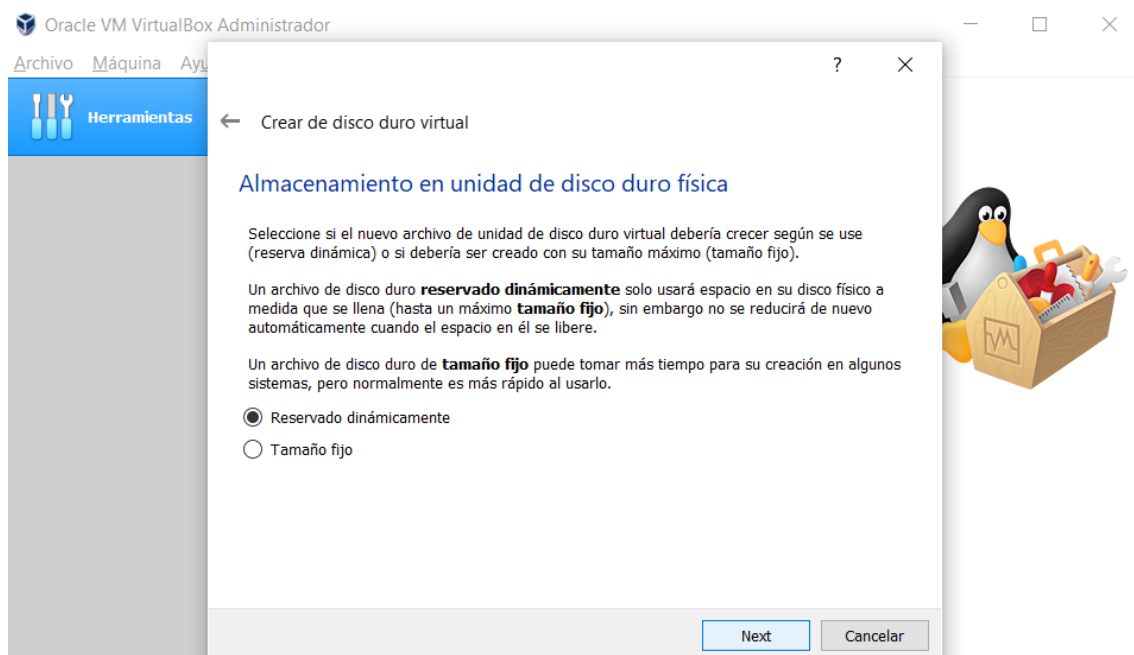 Oracle VM VirtualBox Administrador
Archivo Máquina Ayu
?
Herramientas
Crear de disco duro virtual
Almacenamiento en unidad de disco duro física
Seleccione si el nuevo archivo de unidad de disco duro virtual debería crecer según se use
(reserva dinámica) o si debería ser creado con su tamaño máximo (tamaño fijo).
Un archivo de disco duro reservado dinámicamente solo usará espacio en su disco físico a
medida que se llena (hasta un máximo tamaño fijo), sin embargo no se reducirá de nuevo
automáticamente cuando el espacio en él se libere.
Un archivo de disco duro de tamaño fijo puede tomar más tiempo para su creación en algunos
sistemas, pero normalmente es más rápido al usarlo.
Reservado dinámicamente
Tamaño fijo
Next Cancelar